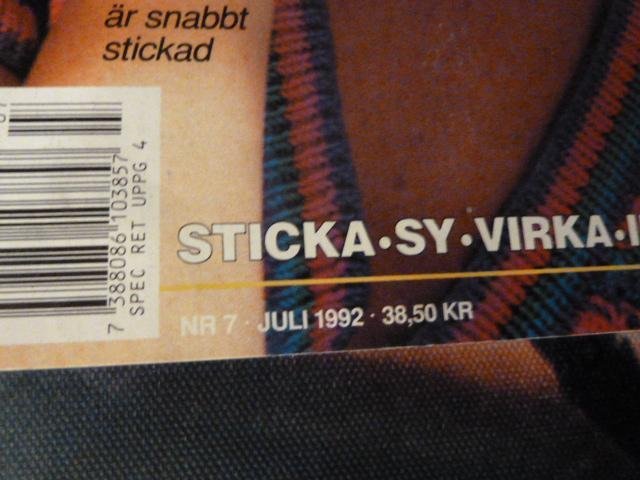 är snabbt
stickad
07
7 388086 103857
SPEC RET UPPG 4
STICKA·SY·VIRKA·
NR 7 · JULI 1992 · 38,50 KR